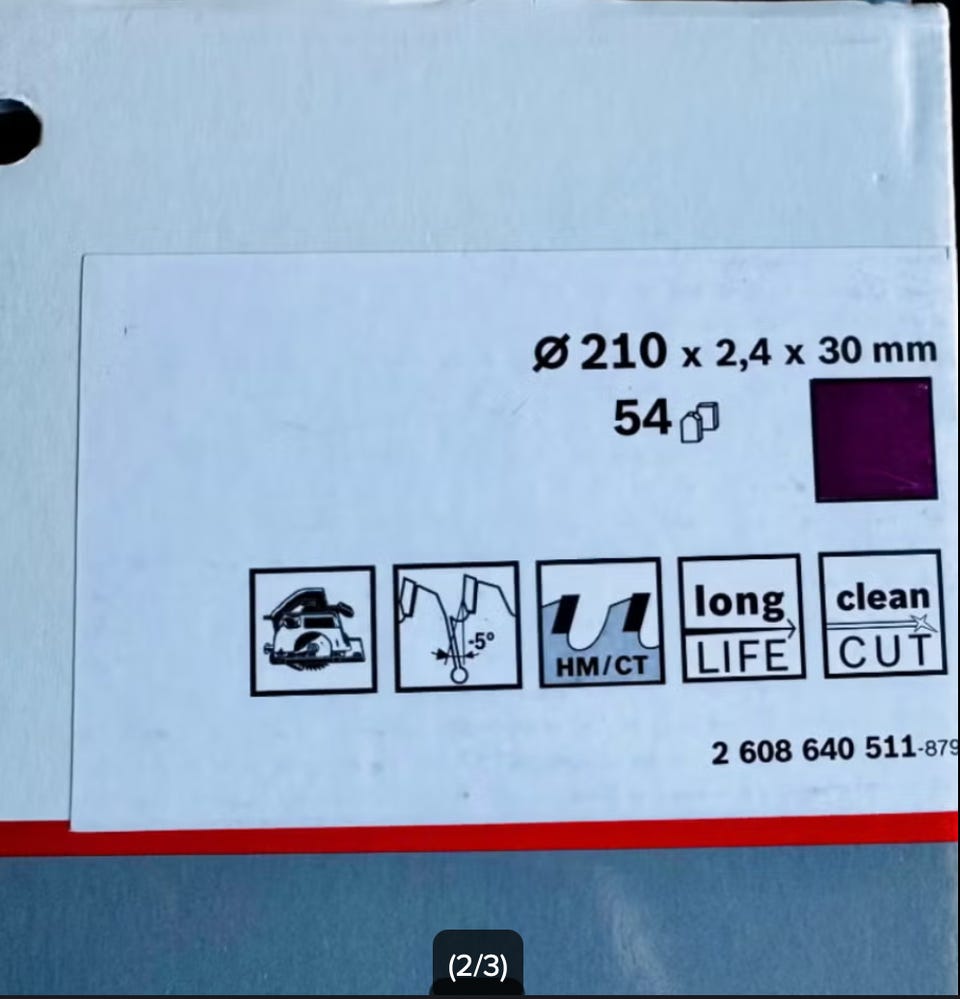 Ø 210 x 2,4 x 30 mm
54
-5°
HM/CT
long
LIFE
clean
CUT
2 608 640 511-879
(2/3)